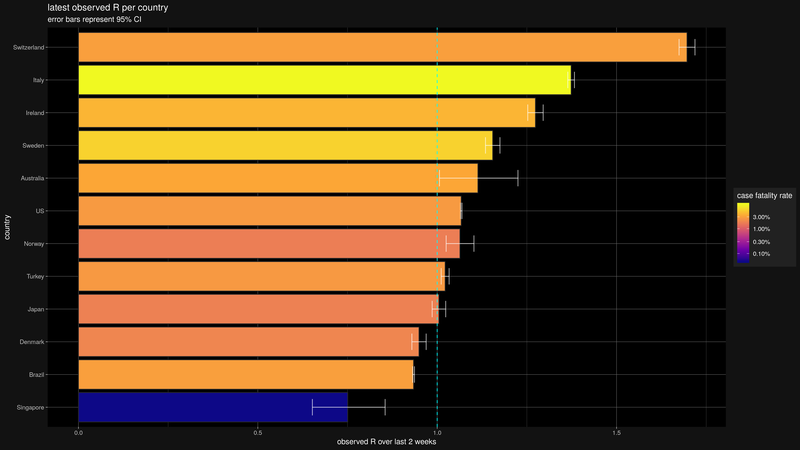 latest observed R per country
error bars represent 95% CI
Switzerland
Italy
Ireland
Sweden
Australia
US
Norway
Turkey
Japan
Denmark
Brazil
Singapore
country
0.0
0.5
1.0
1.5
observed R over last 2 weeks
case fatality rate
3.00%
1.00%
0.30%
0.10%